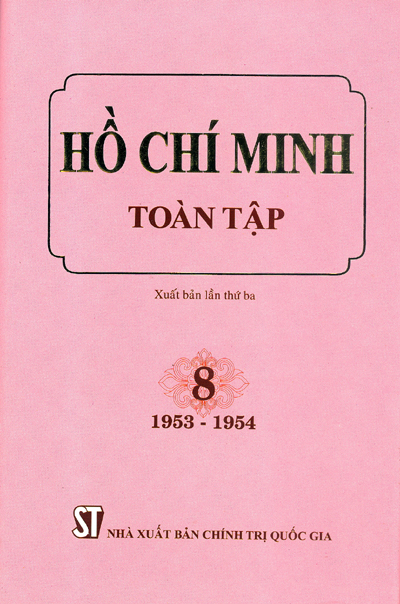 HỒ CHÍ MINH
TOÀN TẬP
Xuất bản lần thứ ba
8
1953 - 1954
ST NHÀ XUẤT BẢN CHÍNH TRỊ QUỐC GIA